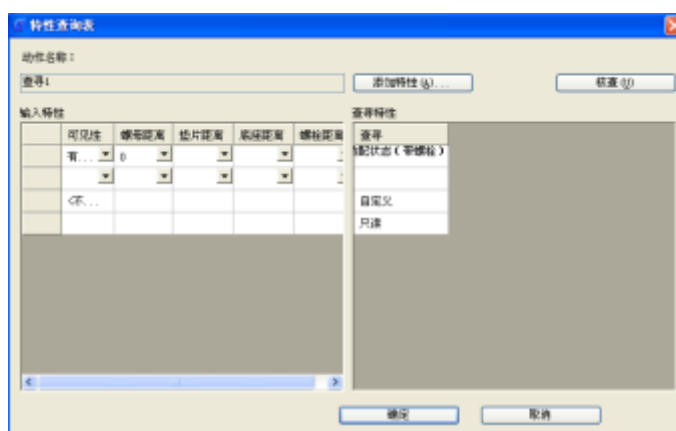 特性查询表
动作名称：
查寻1
添加特性(A)...
核查(U)
输入特性
查寻特性
可见性 螺母距离 垫片距离 底座距离 螺栓距离
查寻
有... 0
配状态（带螺栓）
<不...
自定义
只读
确定
取消